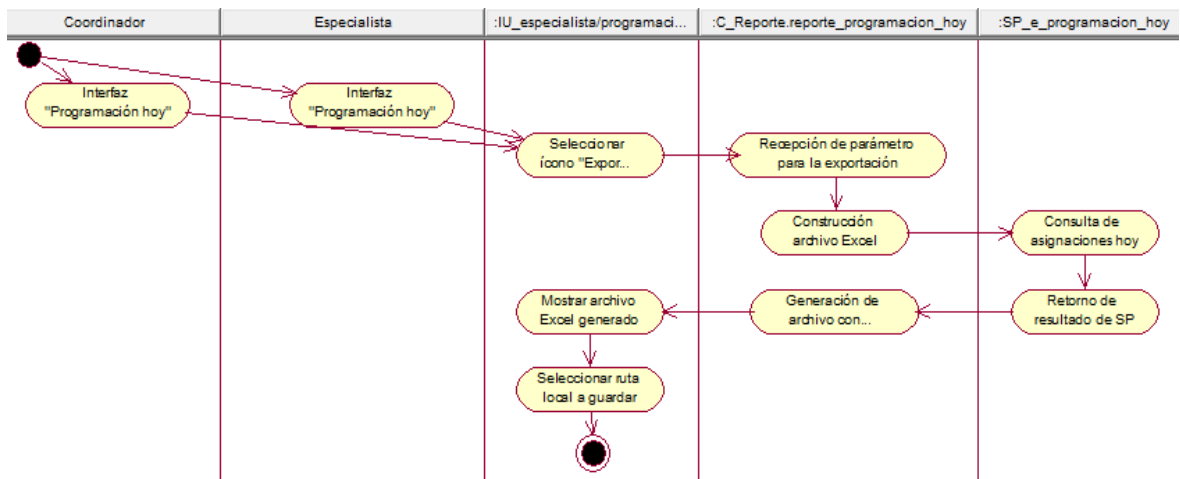 Coordinador
Especialista
:IU_especialista/programaci...
:C_Reporte.reporte_programacion_hoy
:SP_e_programacion_hoy
Interfaz
"Programación hoy"
Interfaz
"Programación hoy"
Seleccionar
ícono "Expor...
Recepción de parámetro
para la exportación
Construcción
archivo Excel
Consulta de
asignaciones hoy
Mostrar archivo
Excel generado
Generación de
archivo con...
Retorno de
resultado de SP
Seleccionar ruta
local a guardar